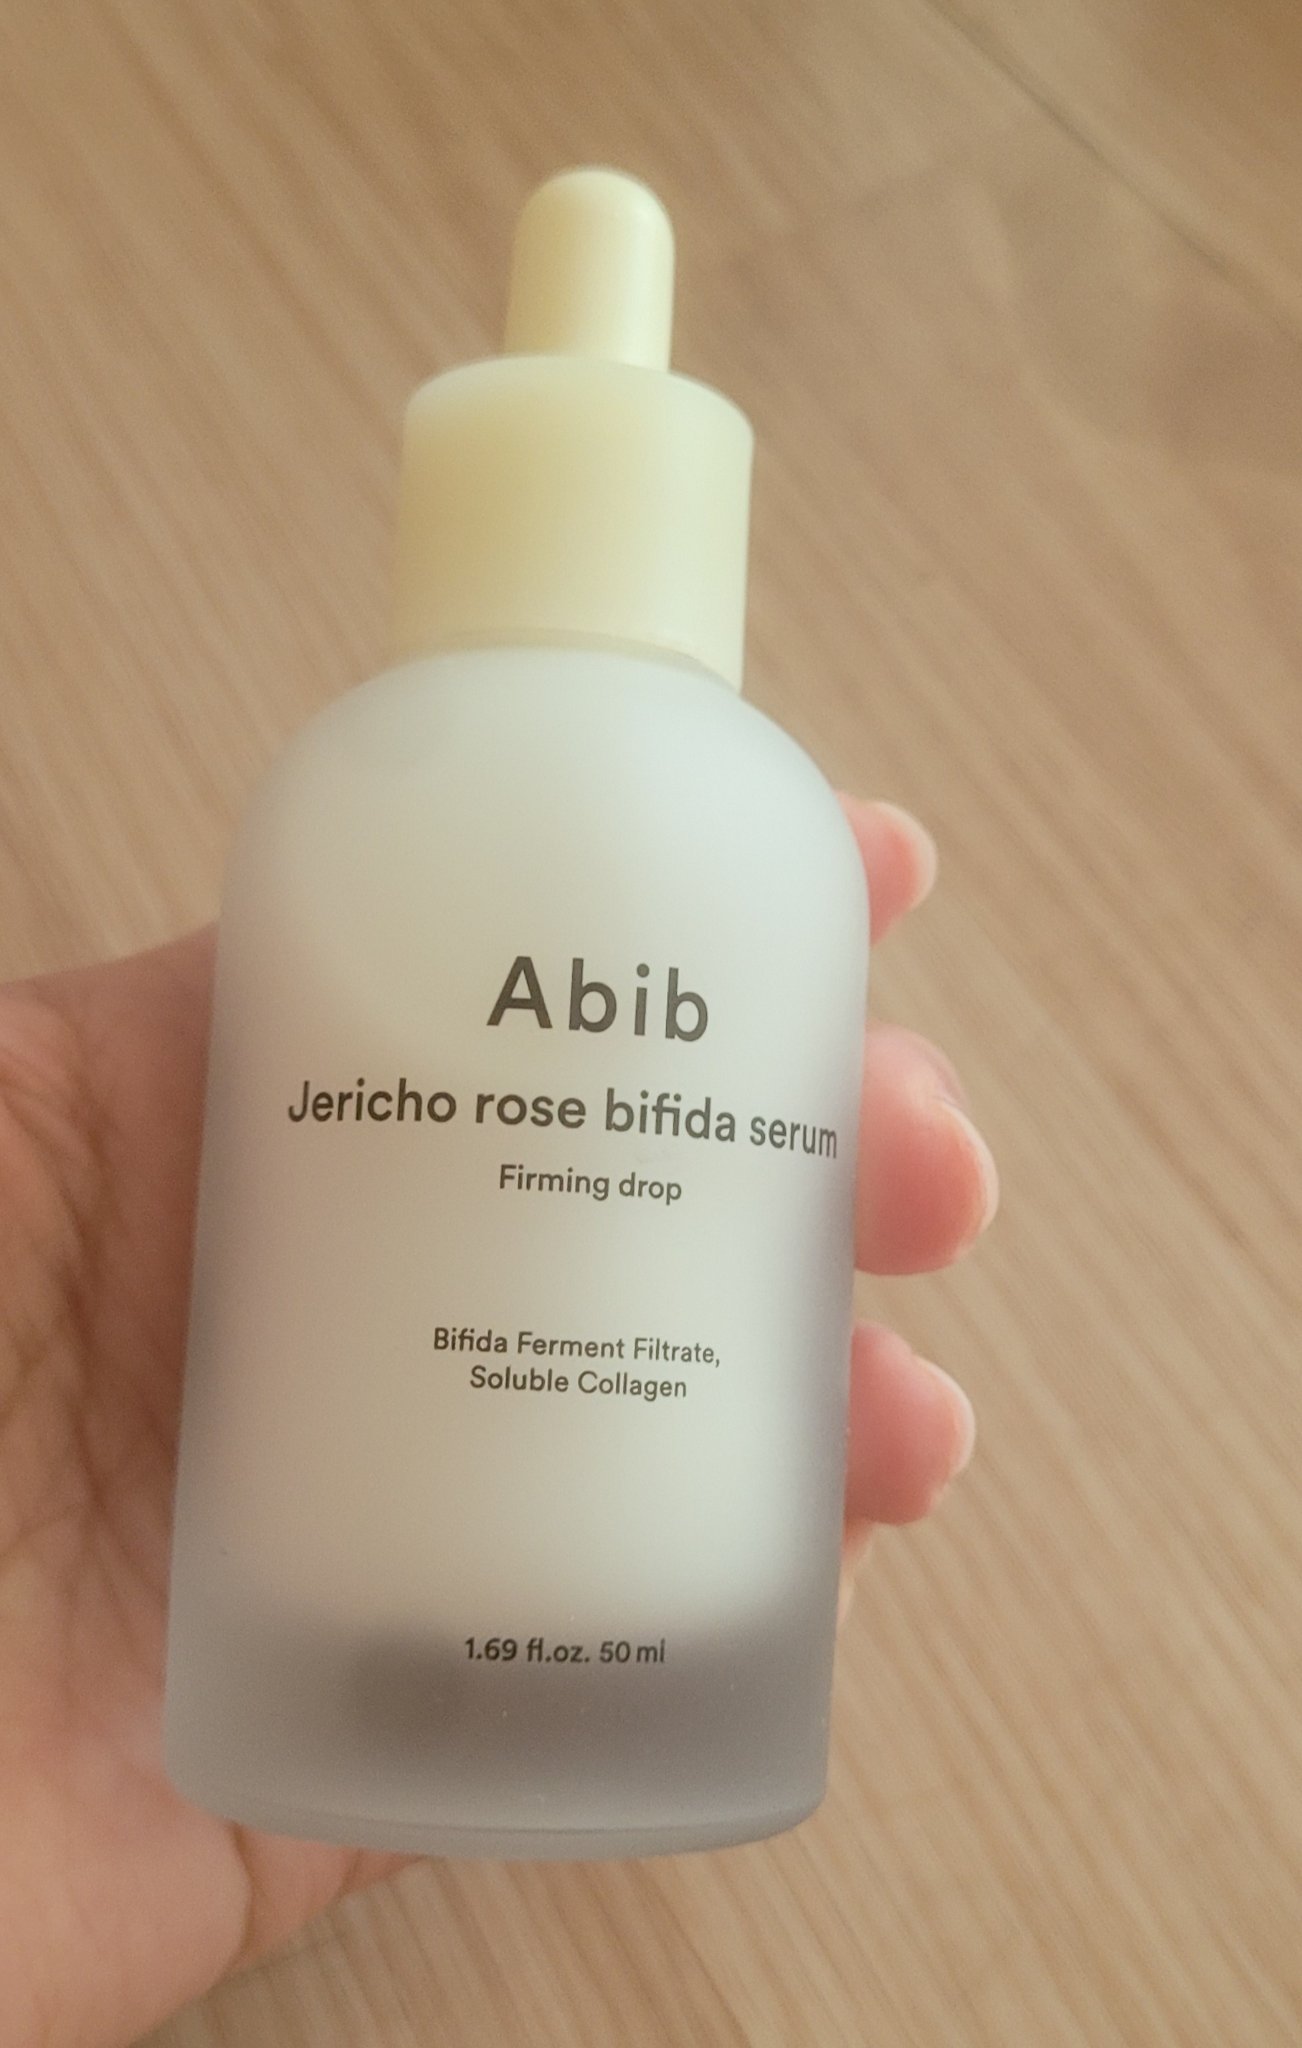 Abib
Jericho rose bifida serum
Firming drop
Bifida Ferment Filtrate,
Soluble Collagen
1.69 fl.oz. 50 ml